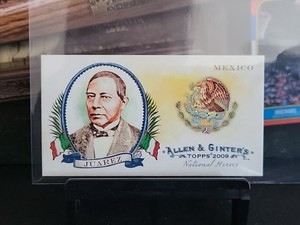 MEXICO
JUAREZ
ALLEN & GINTER'S
TOPPS 2009
National Heroes